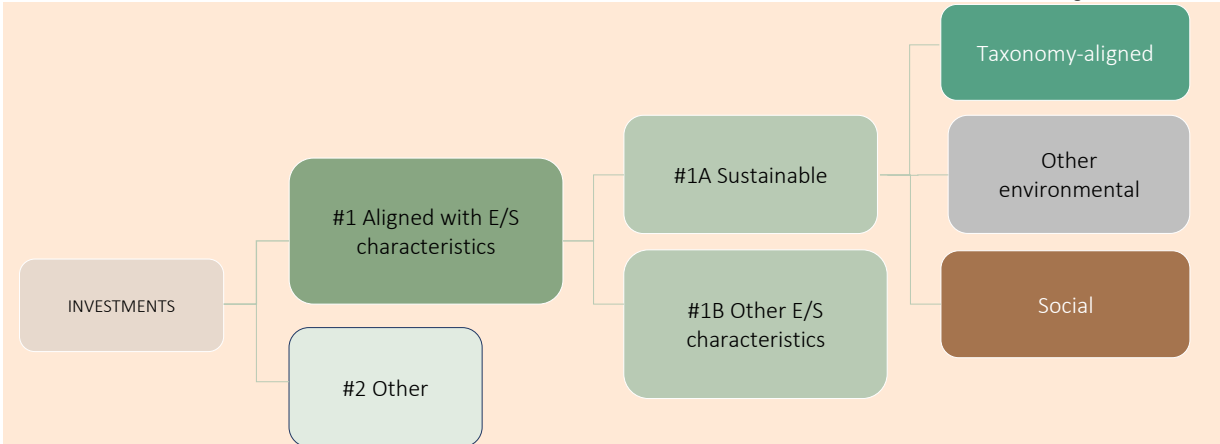 Taxonomy-aligned
Other
environmental
Social
#1A Sustainable
#1B Other E/S
characteristics
#1 Aligned with E/S
characteristics
#2 Other
INVESTMENTS